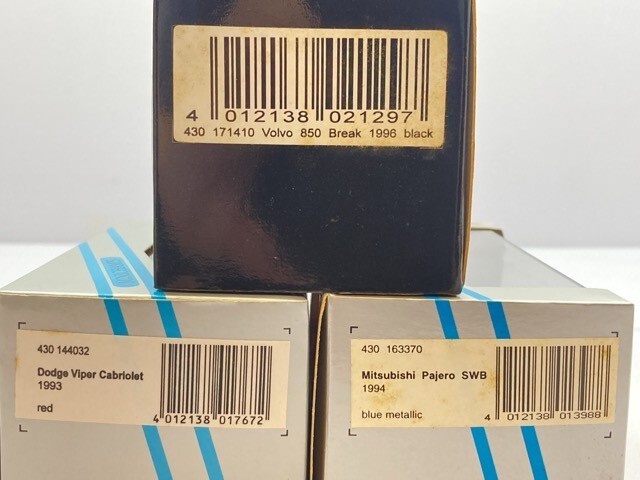 4 012138 021297
430 171410 Volvo 850 Break 1996 black
430 144032
Dodge Viper Cabriolet
1993
red
4 012138 017672
430 163370
Mitsubishi Pajero SWB
1994
blue metallic
4 012138 013988